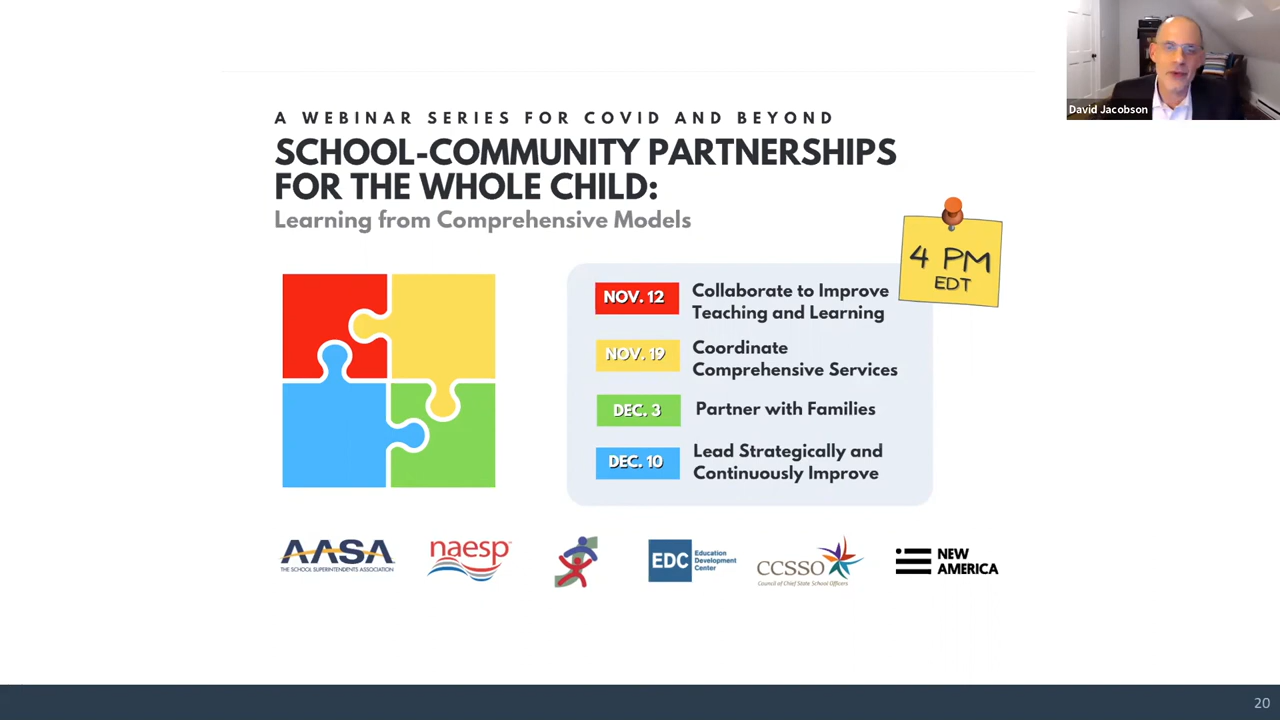 David Jacobson
A WEBINAR SERIES FOR COVID AND BEYOND
SCHOOL-COMMUNITY PARTNERSHIPS
FOR THE WHOLE CHILD:
Learning from Comprehensive Models
4 PM
EDT
NOV. 12
Collaborate to Improve
Teaching and Learning
NOV. 19
Coordinate
Comprehensive Services
DEC. 3
Partner with Families
DEC. 10
Lead Strategically and
Continuously Improve
AASA
THE SCHOOL SUPERINTENDENTS ASSOCIATION
naesp
EDC
Education
Development
Center
CCSSO
Council of Chief State School Officers
NEW
AMERICA
20